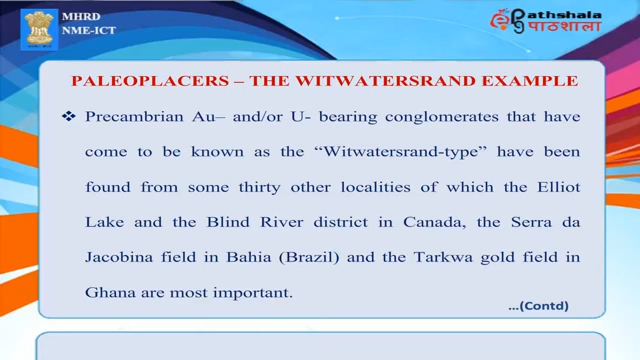 MHRD
NME-ICT
Pathshala
पाठशाला
PALEOPLACERS – THE WITWATERSRAND EXAMPLE
❖ Precambrian Au– and/or U- bearing conglomerates that have
come to be known as the “Witwatersrand-type” have been
found from some thirty other localities of which the Elliot
Lake and the Blind River district in Canada, the Serra da
Jacobina field in Bahia (Brazil) and the Tarkwa gold field in
Ghana are most important.
...(Contd)